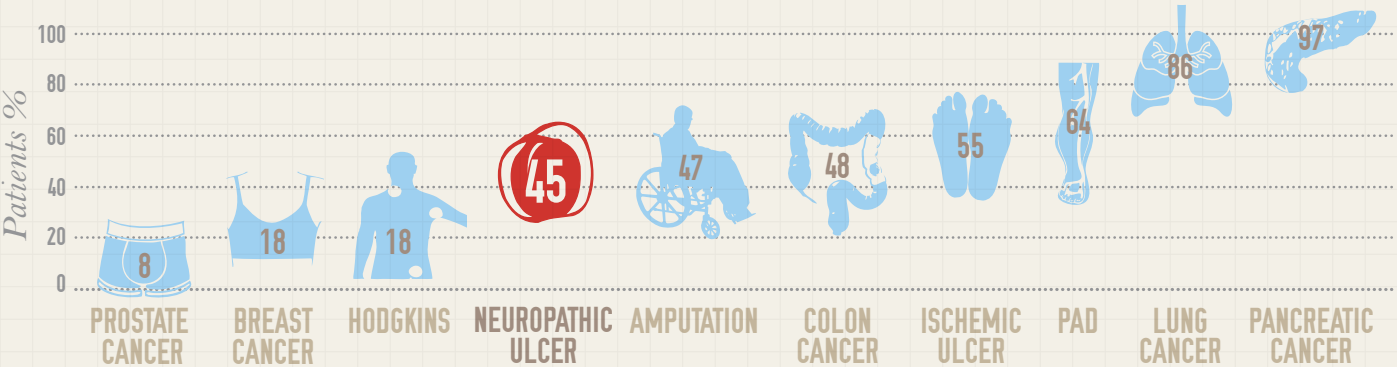 Patients %
100
80
60
40
20
0
8
18
18
45
47
48
55
64
86
97
PROSTATE
CANCER
BREAST
CANCER
HODGKINS
NEUROPATHIC
ULCER
AMPUTATION
COLON
CANCER
ISCHEMIC
ULCER
PAD
LUNG
CANCER
PANCREATIC
CANCER